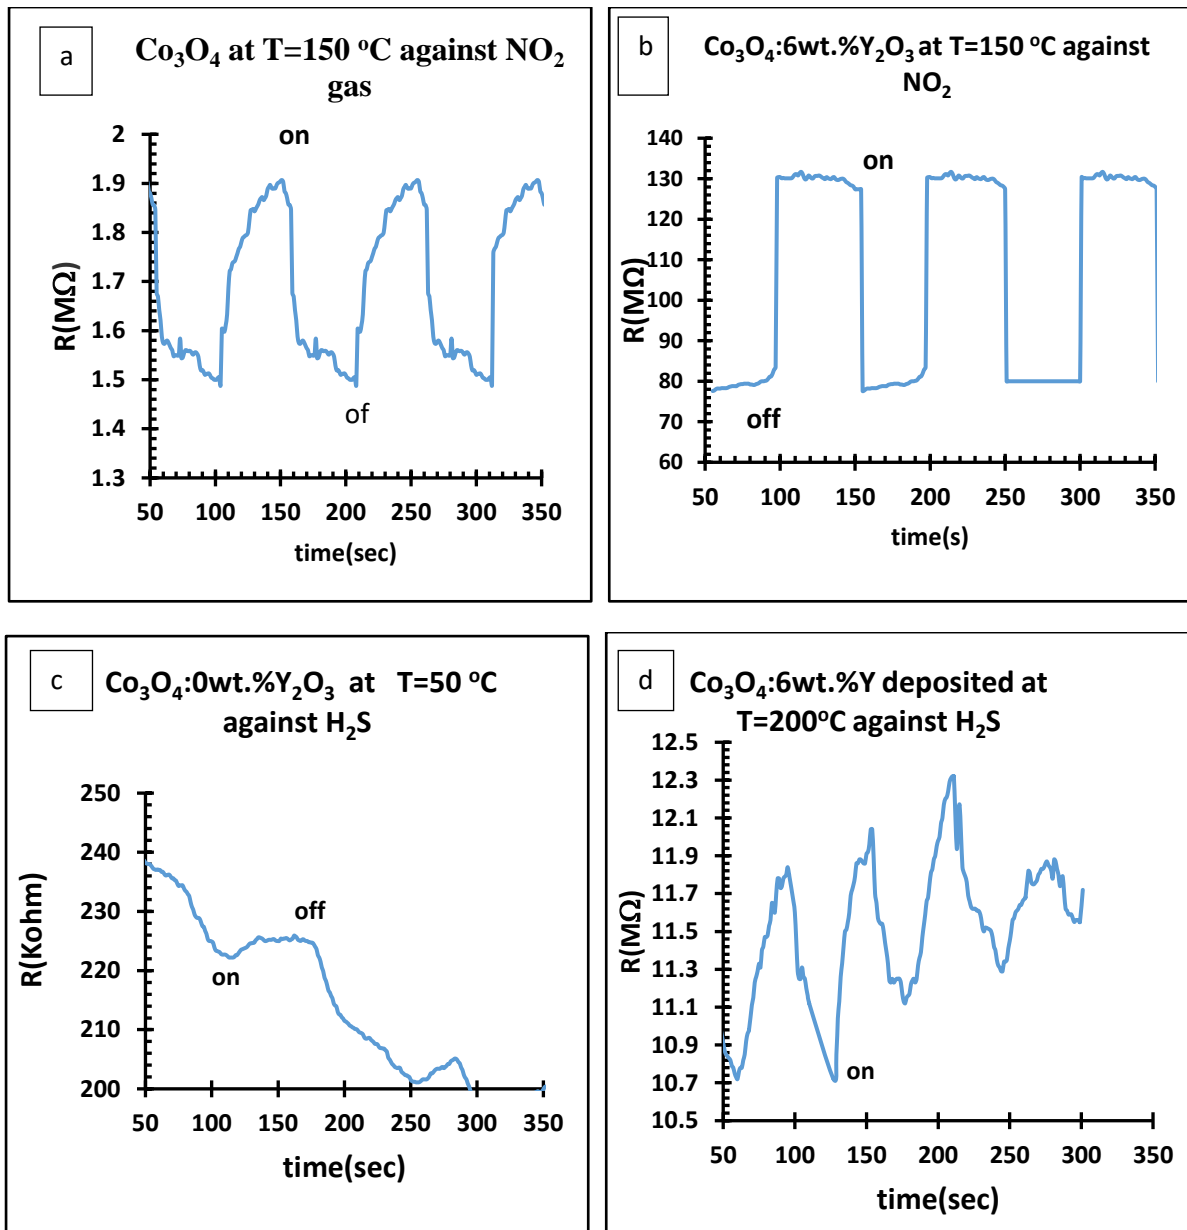 a
Co₃O₄ at T=150 °C against NO₂
gas
on
of
2
1.9
1.8
1.7
1.6
1.5
1.4
1.3
R(MΩ)
50 100 150 200 250 300 350
time(sec)
b
Co₃O₄:6wt.%Y₂O₃ at T=150 °C against
NO₂
on
off
140
130
120
110
100
90
80
70
60
R(MΩ)
50 100 150 200 250 300 350
time(s)
c
Co₃O₄:0wt.%Y₂O₃ at T=50 °C
against H₂S
off
on
250
240
230
220
210
200
R(Kohm)
50 100 150 200 250 300 350
time(sec)
d
Co₃O₄:6wt.%Y deposited at
T=200°C against H₂S
on
12.5
12.3
12.1
11.9
11.7
11.5
11.3
11.1
10.9
10.7
10.5
R(MΩ)
50 100 150 200 250 300 350
time(sec)